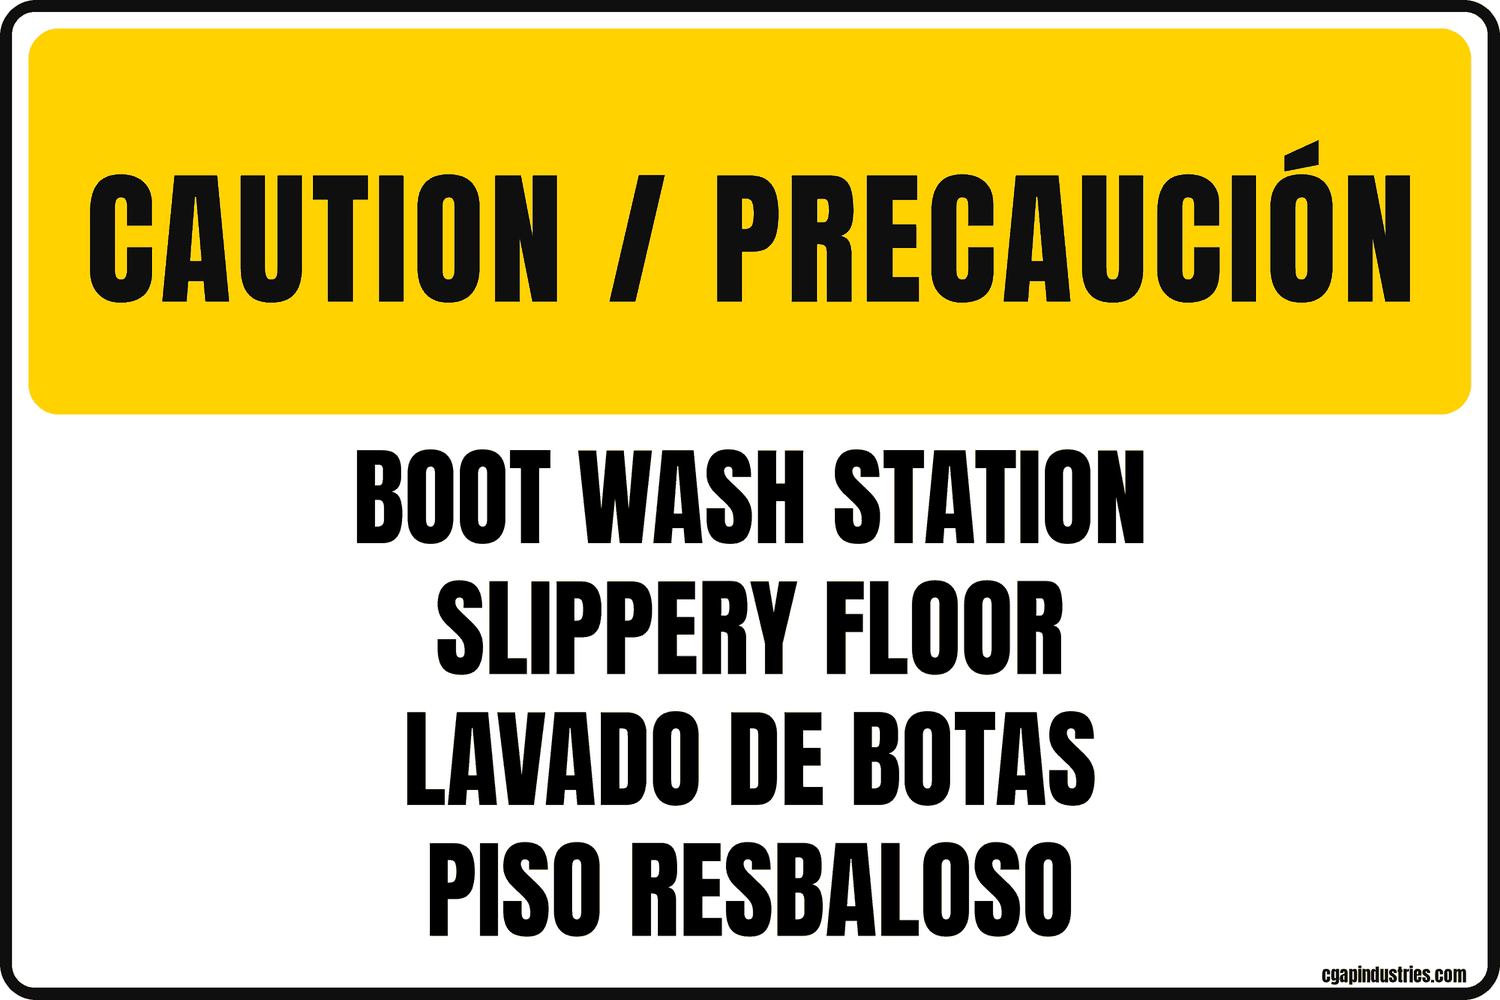 CAUTION / PRECAUCIÓN
BOOT WASH STATION
SLIPPERY FLOOR
LAVADO DE BOTAS
PISO RESBALOSO
cgapindustries.com